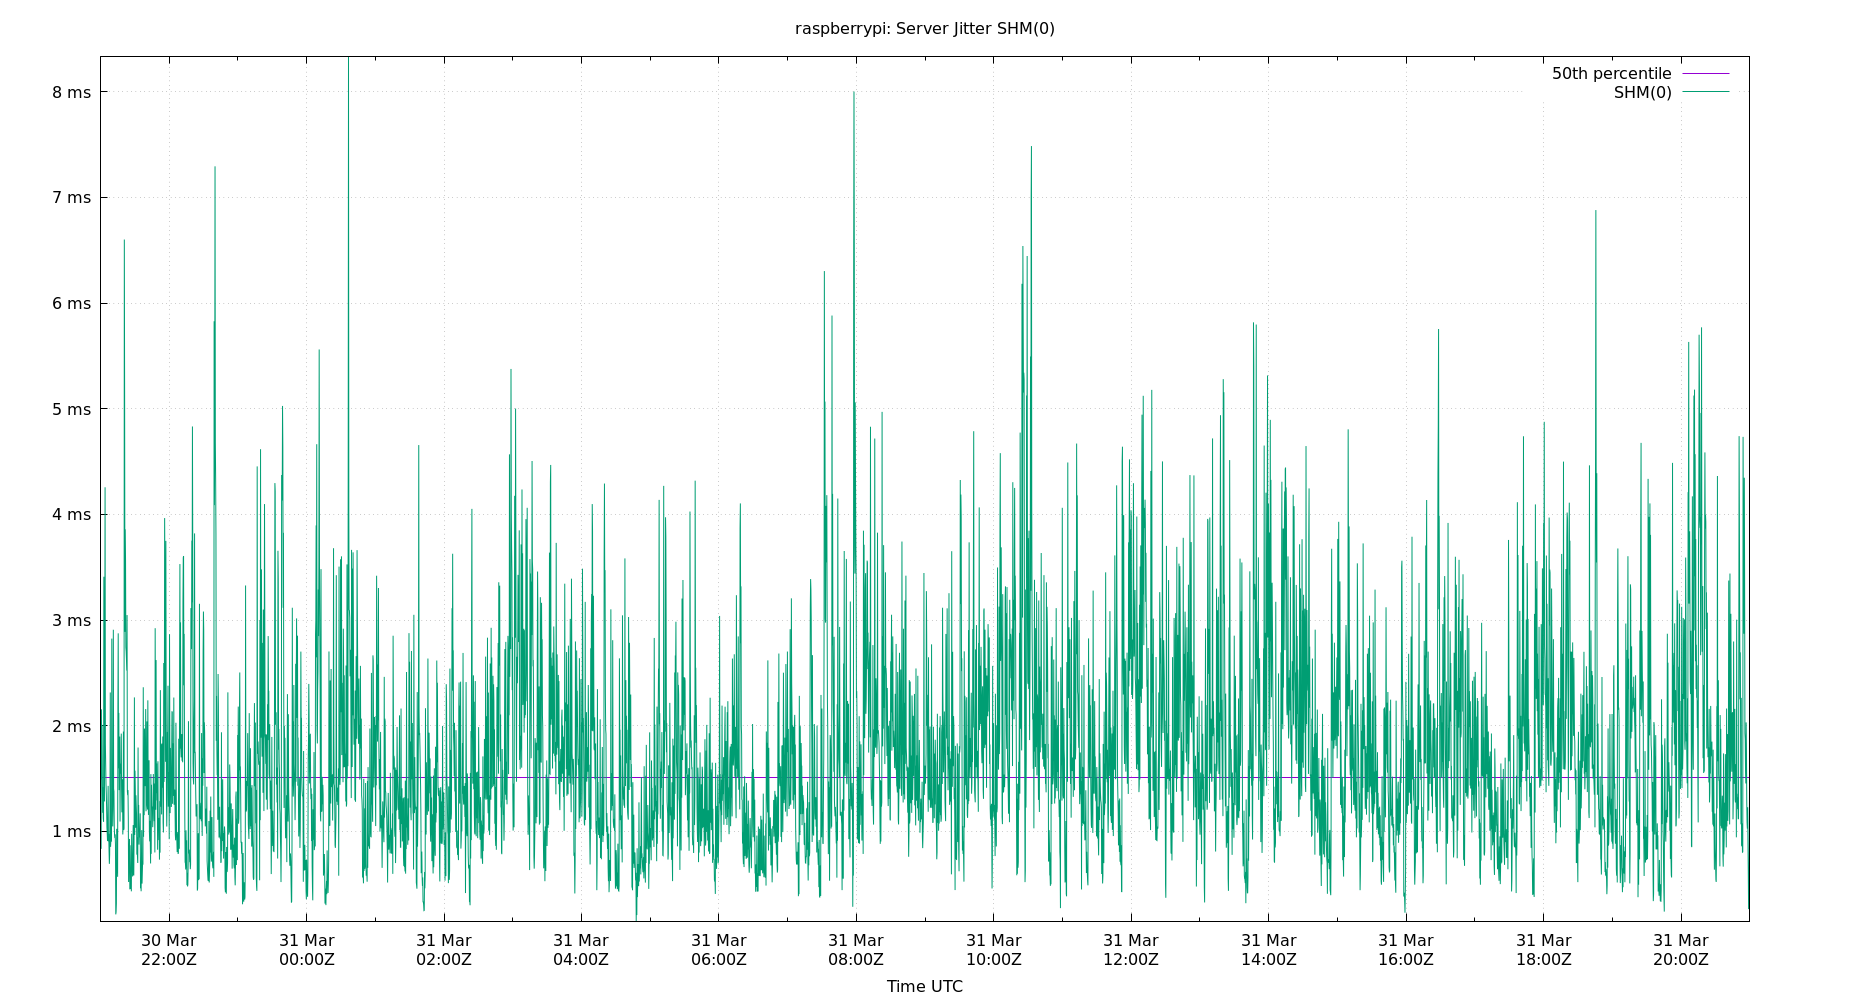 raspberrypi: Server Jitter SHM(0)
50th percentile
SHM(0)
8 ms
7 ms
6 ms
5 ms
4 ms
3 ms
2 ms
1 ms
30 Mar 31 Mar 31 Mar 31 Mar 31 Mar 31 Mar 31 Mar 31 Mar 31 Mar 31 Mar 31 Mar 31 Mar
22:00Z 00:00Z 02:00Z 04:00Z 06:00Z 08:00Z 10:00Z 12:00Z 14:00Z 16:00Z 18:00Z 20:00Z
Time UTC